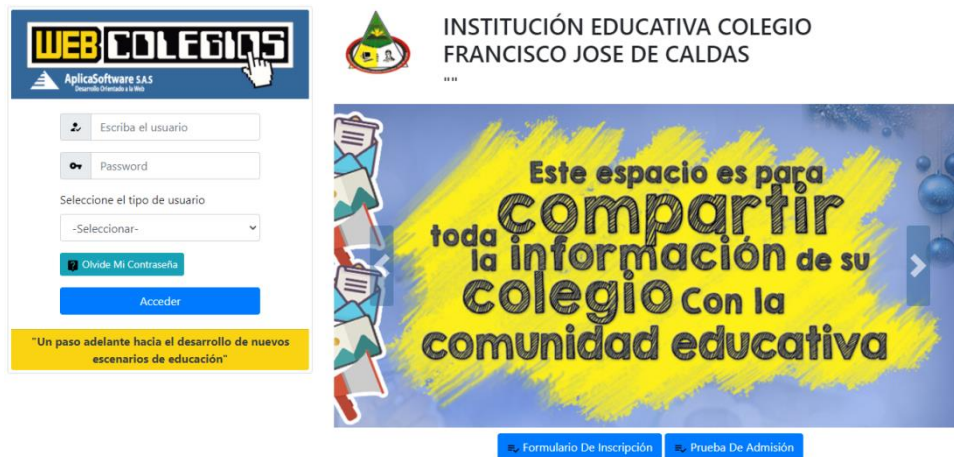 WEB COLEGIOS
AplicaSoftware S.A.S
Desarrollo Orientado a la Web
Escriba el usuario
Password
Seleccione el tipo de usuario
-Seleccionar-
Olvide Mi Contraseña
Acceder
"Un paso adelante hacia el desarrollo de nuevos
escenarios de educación"
INSTITUCIÓN EDUCATIVA COLEGIO
FRANCISCO JOSE DE CALDAS
""
Este espacio es para
compartir
toda
la información de su
colegio Con la
comunidad educativa
Formulario De Inscripción
Prueba De Admisión